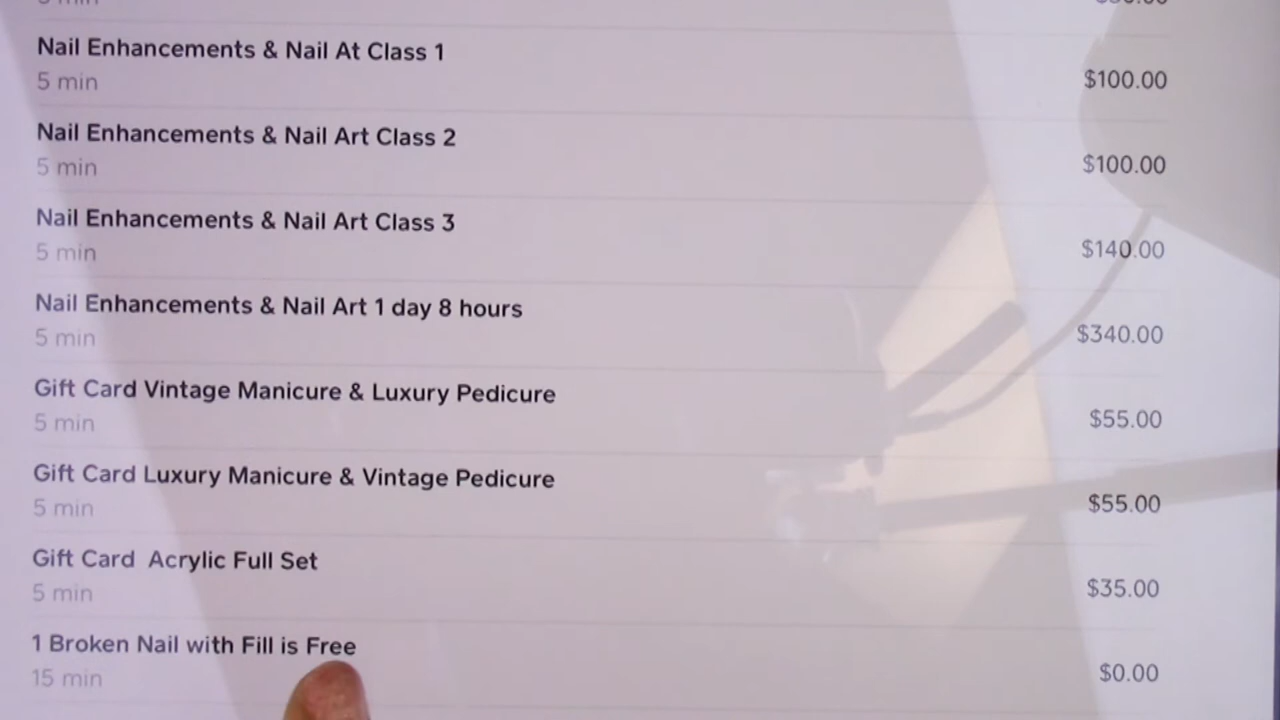 Nail Enhancements & Nail At Class 1
5 min
$100.00
Nail Enhancements & Nail Art Class 2
5 min
$100.00
Nail Enhancements & Nail Art Class 3
5 min
$140.00
Nail Enhancements & Nail Art 1 day 8 hours
5 min
$340.00
Gift Card Vintage Manicure & Luxury Pedicure
5 min
$55.00
Gift Card Luxury Manicure & Vintage Pedicure
5 min
$55.00
Gift Card  Acrylic Full Set
5 min
$35.00
1 Broken Nail with Fill is Free
15 min
$0.00